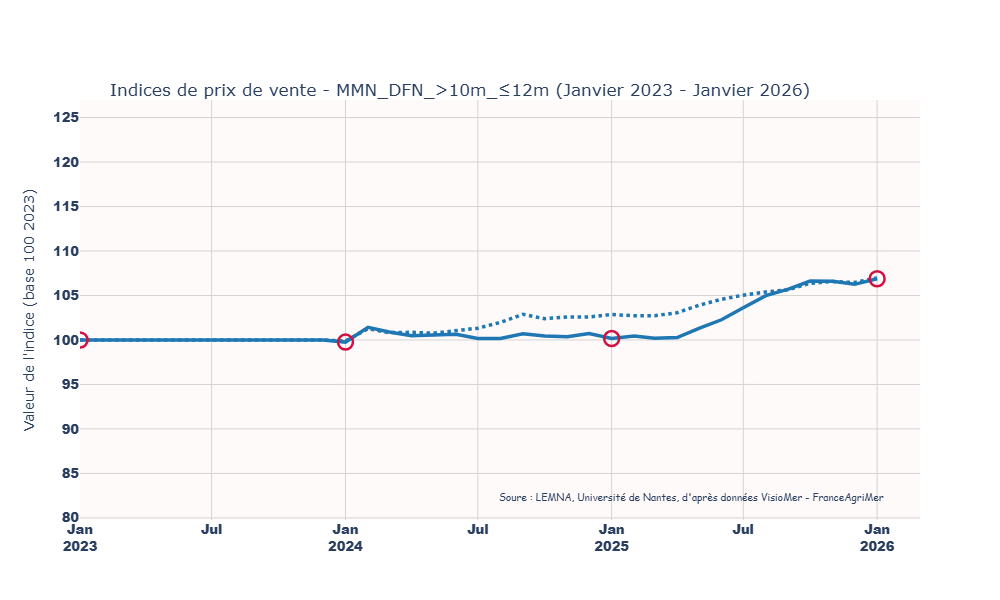 Indices de prix de vente - MMN_DFN_>10m_≤12m (Janvier 2023 - Janvier 2026)
Valeur de l'indice (base 100 2023)
125
120
115
110
105
100
95
90
85
80
Soure : LEMNA, Université de Nantes, d'après données VisioMer - FranceAgriMer
Jan Jul Jan Jul Jan Jul Jan
2023 2024 2025 2026